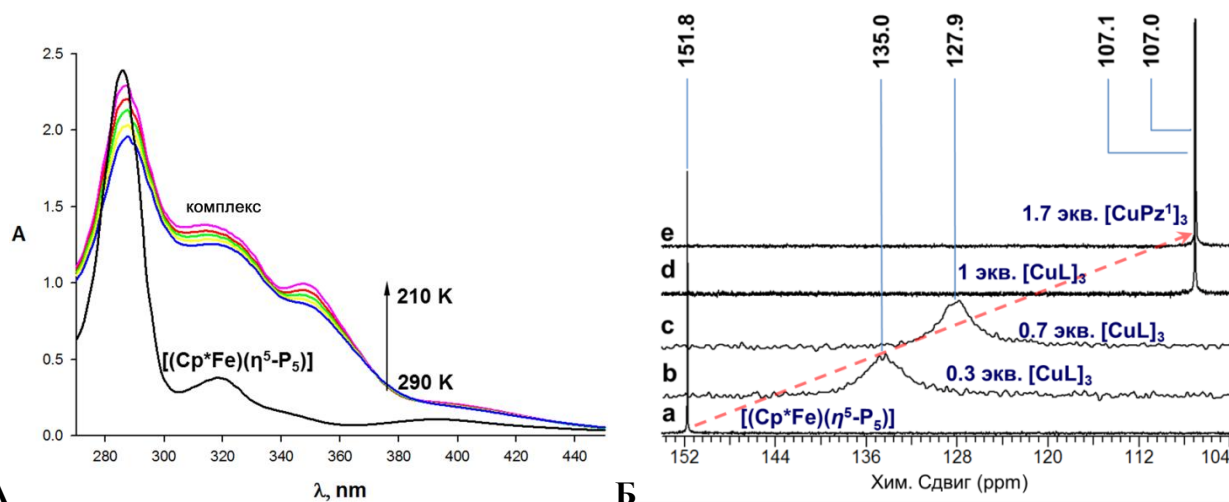 2.5
2.0
1.5
1.0
0.5
0.0
A
комплекс
210 K
290 K
[(Cp*Fe)(η⁵-P₅)]
280 300 320 340 360 380 400 420 440
λ, nm
Б
151.8
135.0
127.9
107.1
107.0
e
1.7 экв. [CuPz¹]₃
d
1 экв. [CuL]₃
c
0.7 экв. [CuL]₃
b
0.3 экв. [CuL]₃
a
[(Cp*Fe)(η⁵-P₅)]
152 144 136 128 120 112 104
Хим. Сдвиг (ppm)